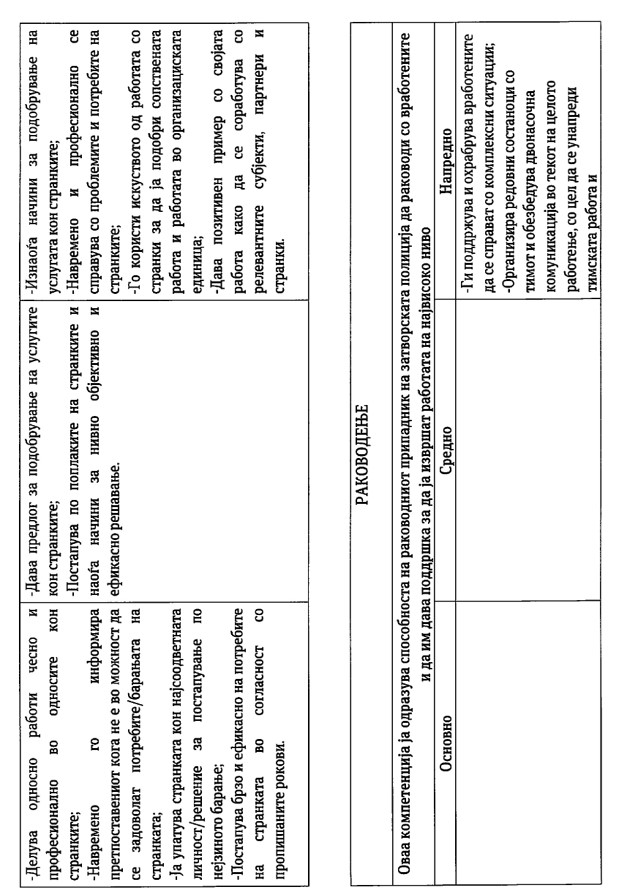 -Делува односно работи чесно и
професионално во односите кон
странките;
-Навремено го информира
претпоставениот кога не е во можност да
се задоволат потребите/барањата на
странката;
-Ја упатува странката кон најсоодветната
личност/решение за постапување по
нејзиното барање;
-Постапува брзо и ефикасно на потребите
на странката во согласност со
пропишаните рокови.
-Дава предлог за подобрување на услугите
кон странките;
-Постапува по поплаките на странките и
наоѓа начини за нивно објективно и
ефикасно решавање.
-Изнаоѓа начини за подобрување на
услугата кон странките;
-Навремено и професионално се
справува со проблемите и потребите на
странките;
-Го користи искуството од работата со
странки за да ја подобри сопствената
работа и работата во организациската
единица;
-Дава позитивен пример со својата
работа како да се соработува со
релевантните субјекти, партнери и
странки.
РАКОВОДЕЊЕ
Оваа компетенција ја одразува способноста на раководниот припадник на затворската полиција да раководи со вработените
и да им дава поддршка за да ја извршат работата на највисоко ниво
Основно
Средно
Напредно
-Ги поддржува и охрабрува вработените
да се справат со комплексни ситуации;
-Организира редовни состаноци со
тимот и обезбедува двонасочна
комуникација во текот на целото
работење, со цел да се унапреди
тимската работа и